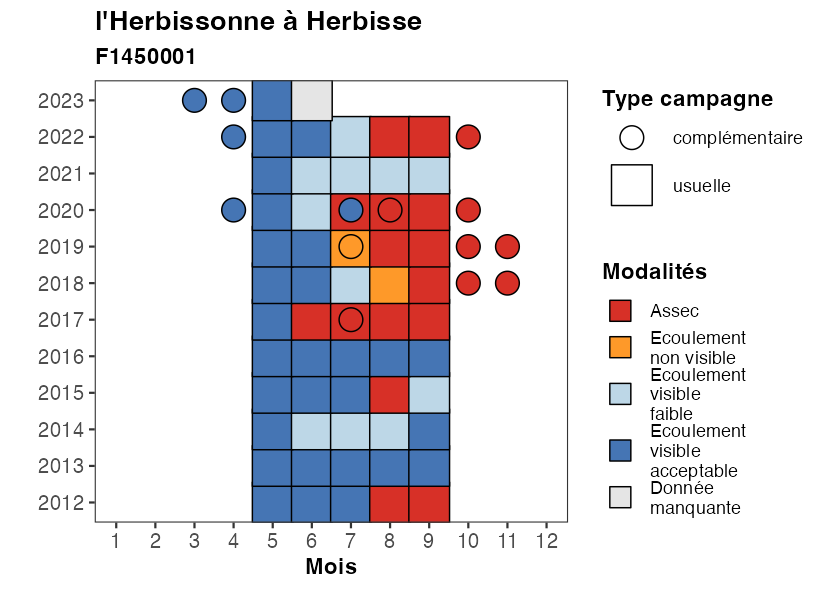 l'Herbissonne à Herbisse
F1450001
2023
2022
2021
2020
2019
2018
2017
2016
2015
2014
2013
2012
1 2 3 4 5 6 7 8 9 10 11 12
Mois
Type campagne
complémentaire
usuelle
Modalités
Assec
Ecoulement
non visible
Ecoulement
visible
faible
Ecoulement
visible
acceptable
Donnée
manquante